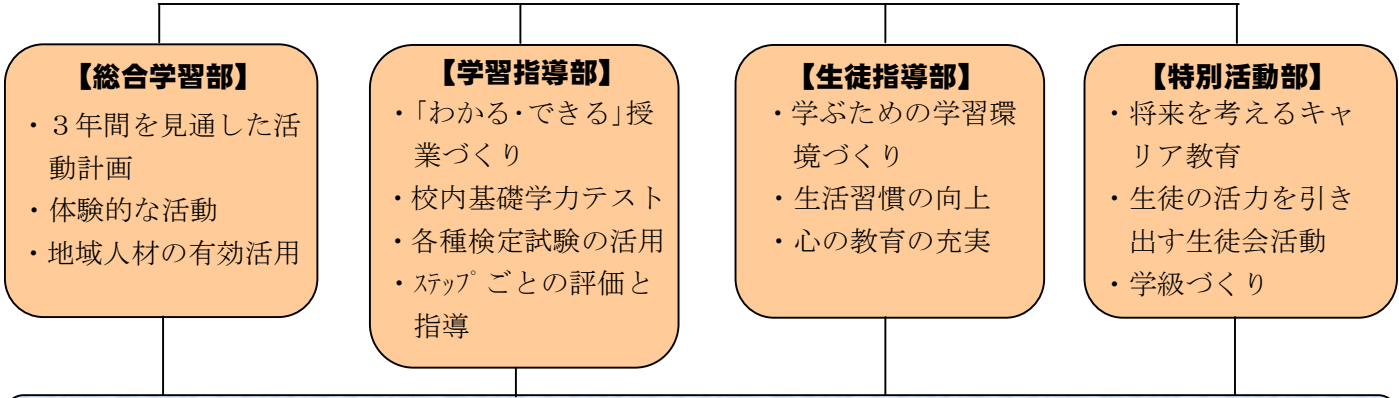 【総合学習部】
・３年間を見通した活
動計画
・体験的な活動
・地域人材の有効活用
【学習指導部】
・「わかる・できる」授
業づくり
・校内基礎学力テスト
・各種検定試験の活用
・ｽﾃｯﾌﾟごとの評価と
指導
【生徒指導部】
・学ぶための学習環
境づくり
・生活習慣の向上
・心の教育の充実
【特別活動部】
・将来を考えるキャ
リア教育
・生徒の活力を引き
出す生徒会活動
・学級づくり